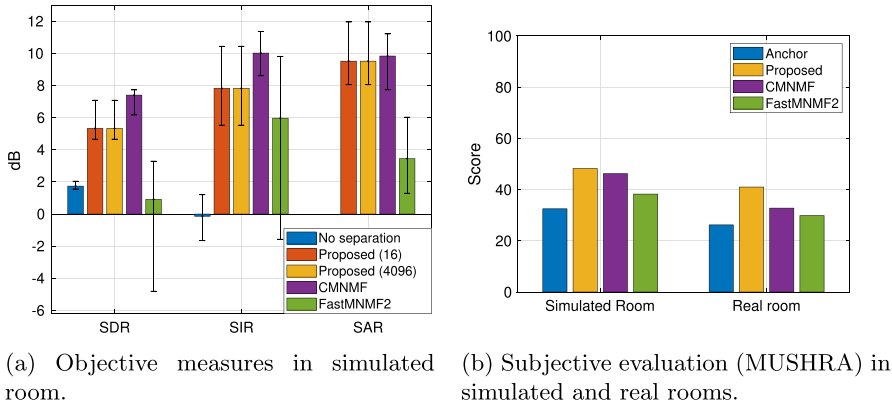 12
10
8
6
4
2
0
-2
-4
-6
dB
SDR
SIR
SAR
No separation
Proposed (16)
Proposed (4096)
CMNMF
FastMNMF2
(a) Objective measures in simulated
room.
100
80
60
40
20
0
Score
Simulated Room
Real room
Anchor
Proposed
CMNMF
FastMNMF2
(b) Subjective evaluation (MUSHRA) in
simulated and real rooms.